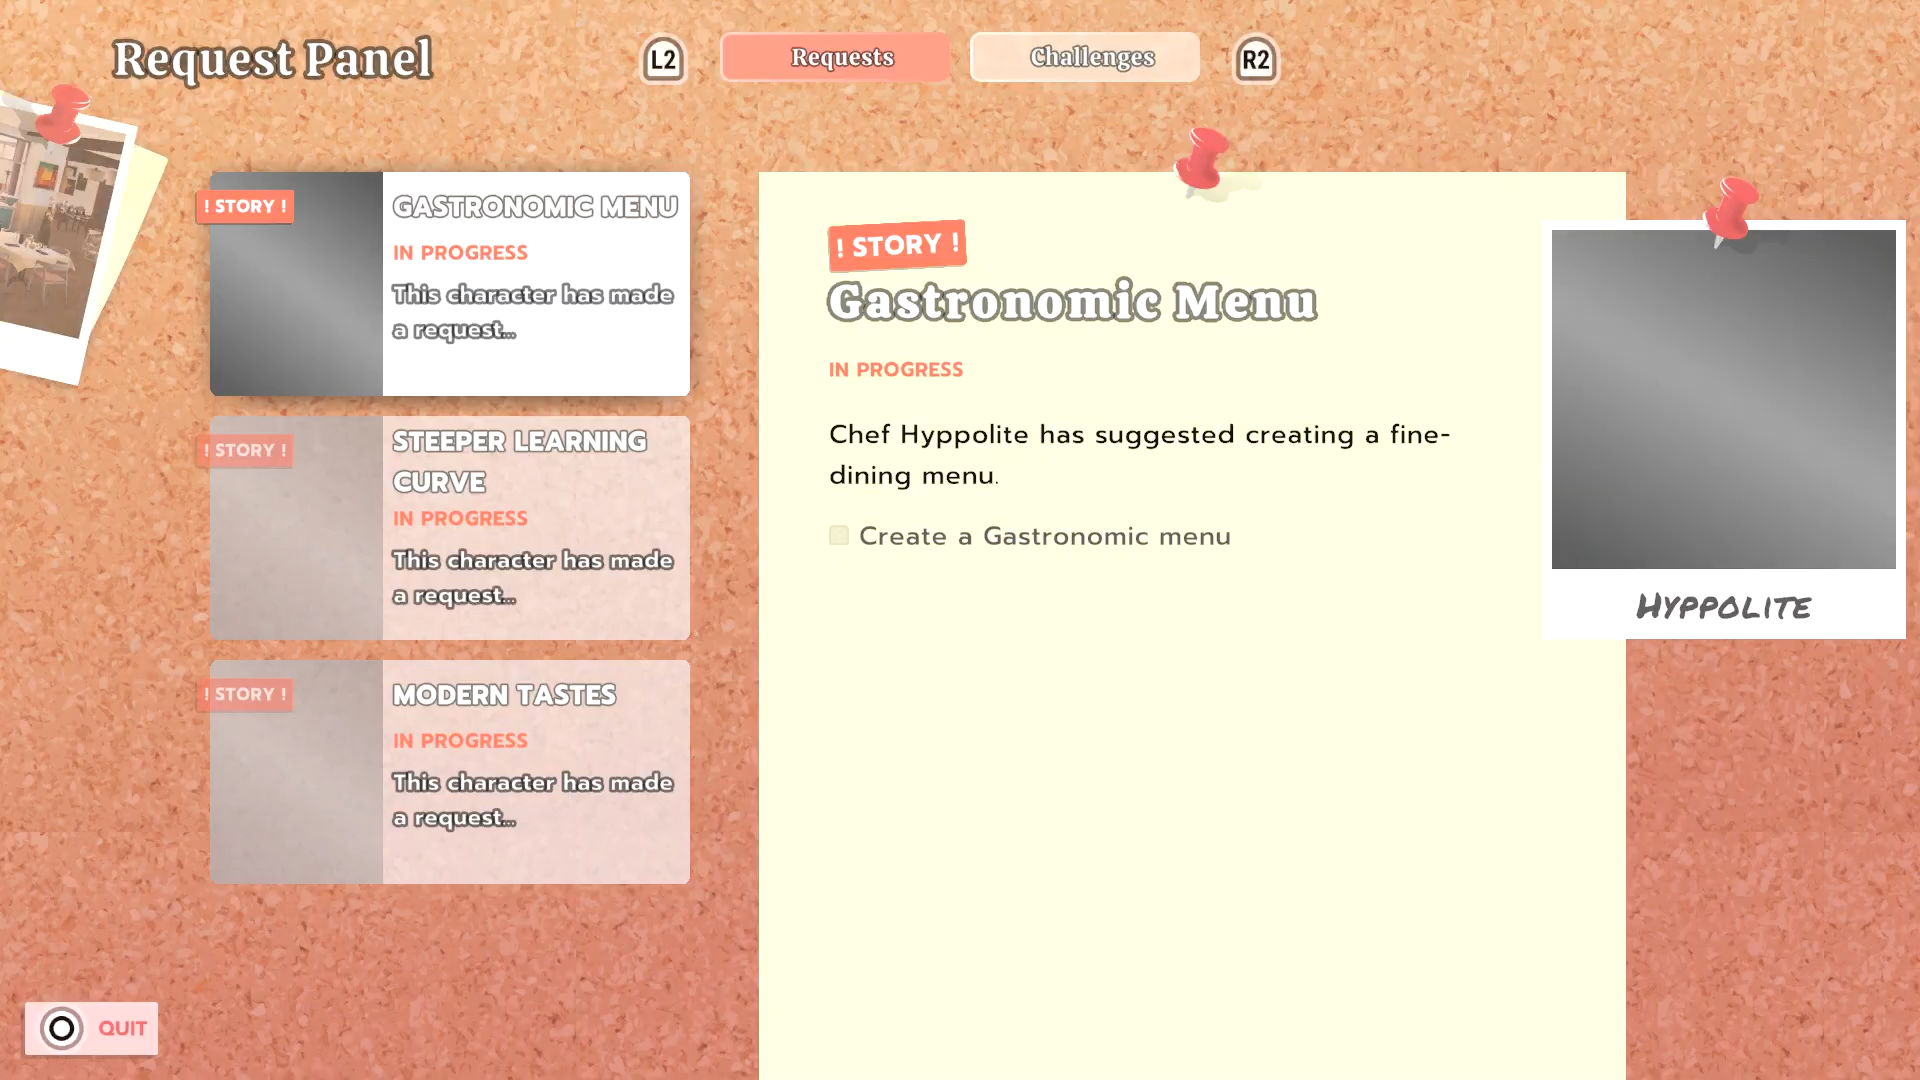 Request Panel
L2
Requests
Challenges
R2
! STORY !
GASTRONOMIC MENU
IN PROGRESS
This character has made
a request...
! STORY !
STEEPER LEARNING
CURVE
IN PROGRESS
This character has made
a request...
! STORY !
MODERN TASTES
IN PROGRESS
This character has made
a request...
! STORY !
Gastronomic Menu
IN PROGRESS
Chef Hyppolite has suggested creating a fine-
dining menu.
Create a Gastronomic menu
HYPPOLITE
QUIT